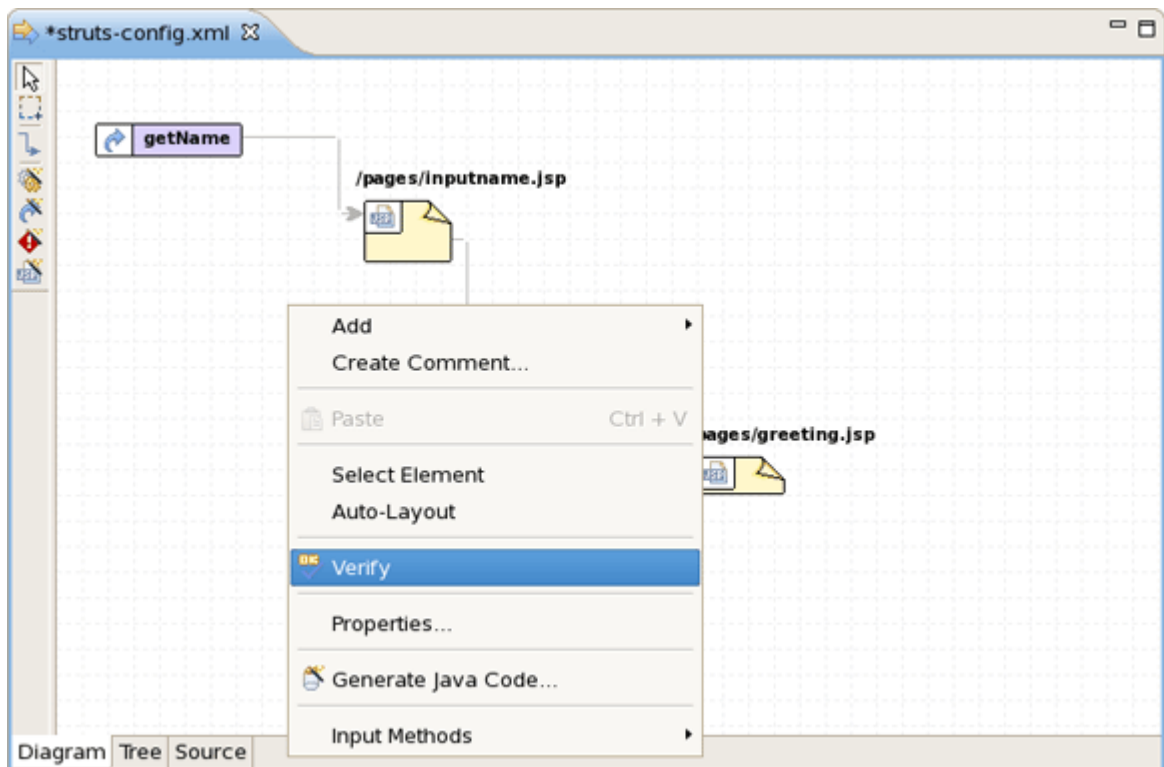 *struts-config.xml
getName
/pages/inputname.jsp
Add
Create Comment...
Paste Ctrl + V
pages/greeting.jsp
Select Element
Auto-Layout
Verify
Properties...
Generate Java Code...
Input Methods
Diagram Tree Source